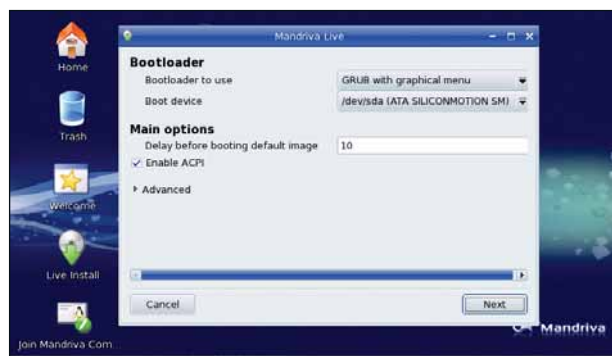 Mandriva Live
Bootloader
Bootloader to use
GRUB with graphical menu
Boot device
/dev/sda (ATA SILICONMOTION SM)
Main options
Delay before booting default image
10
Enable ACPI
Advanced
Cancel
Next
Home
Trash
Welcome
Live Install
Join Mandriva Com...
Mandriva